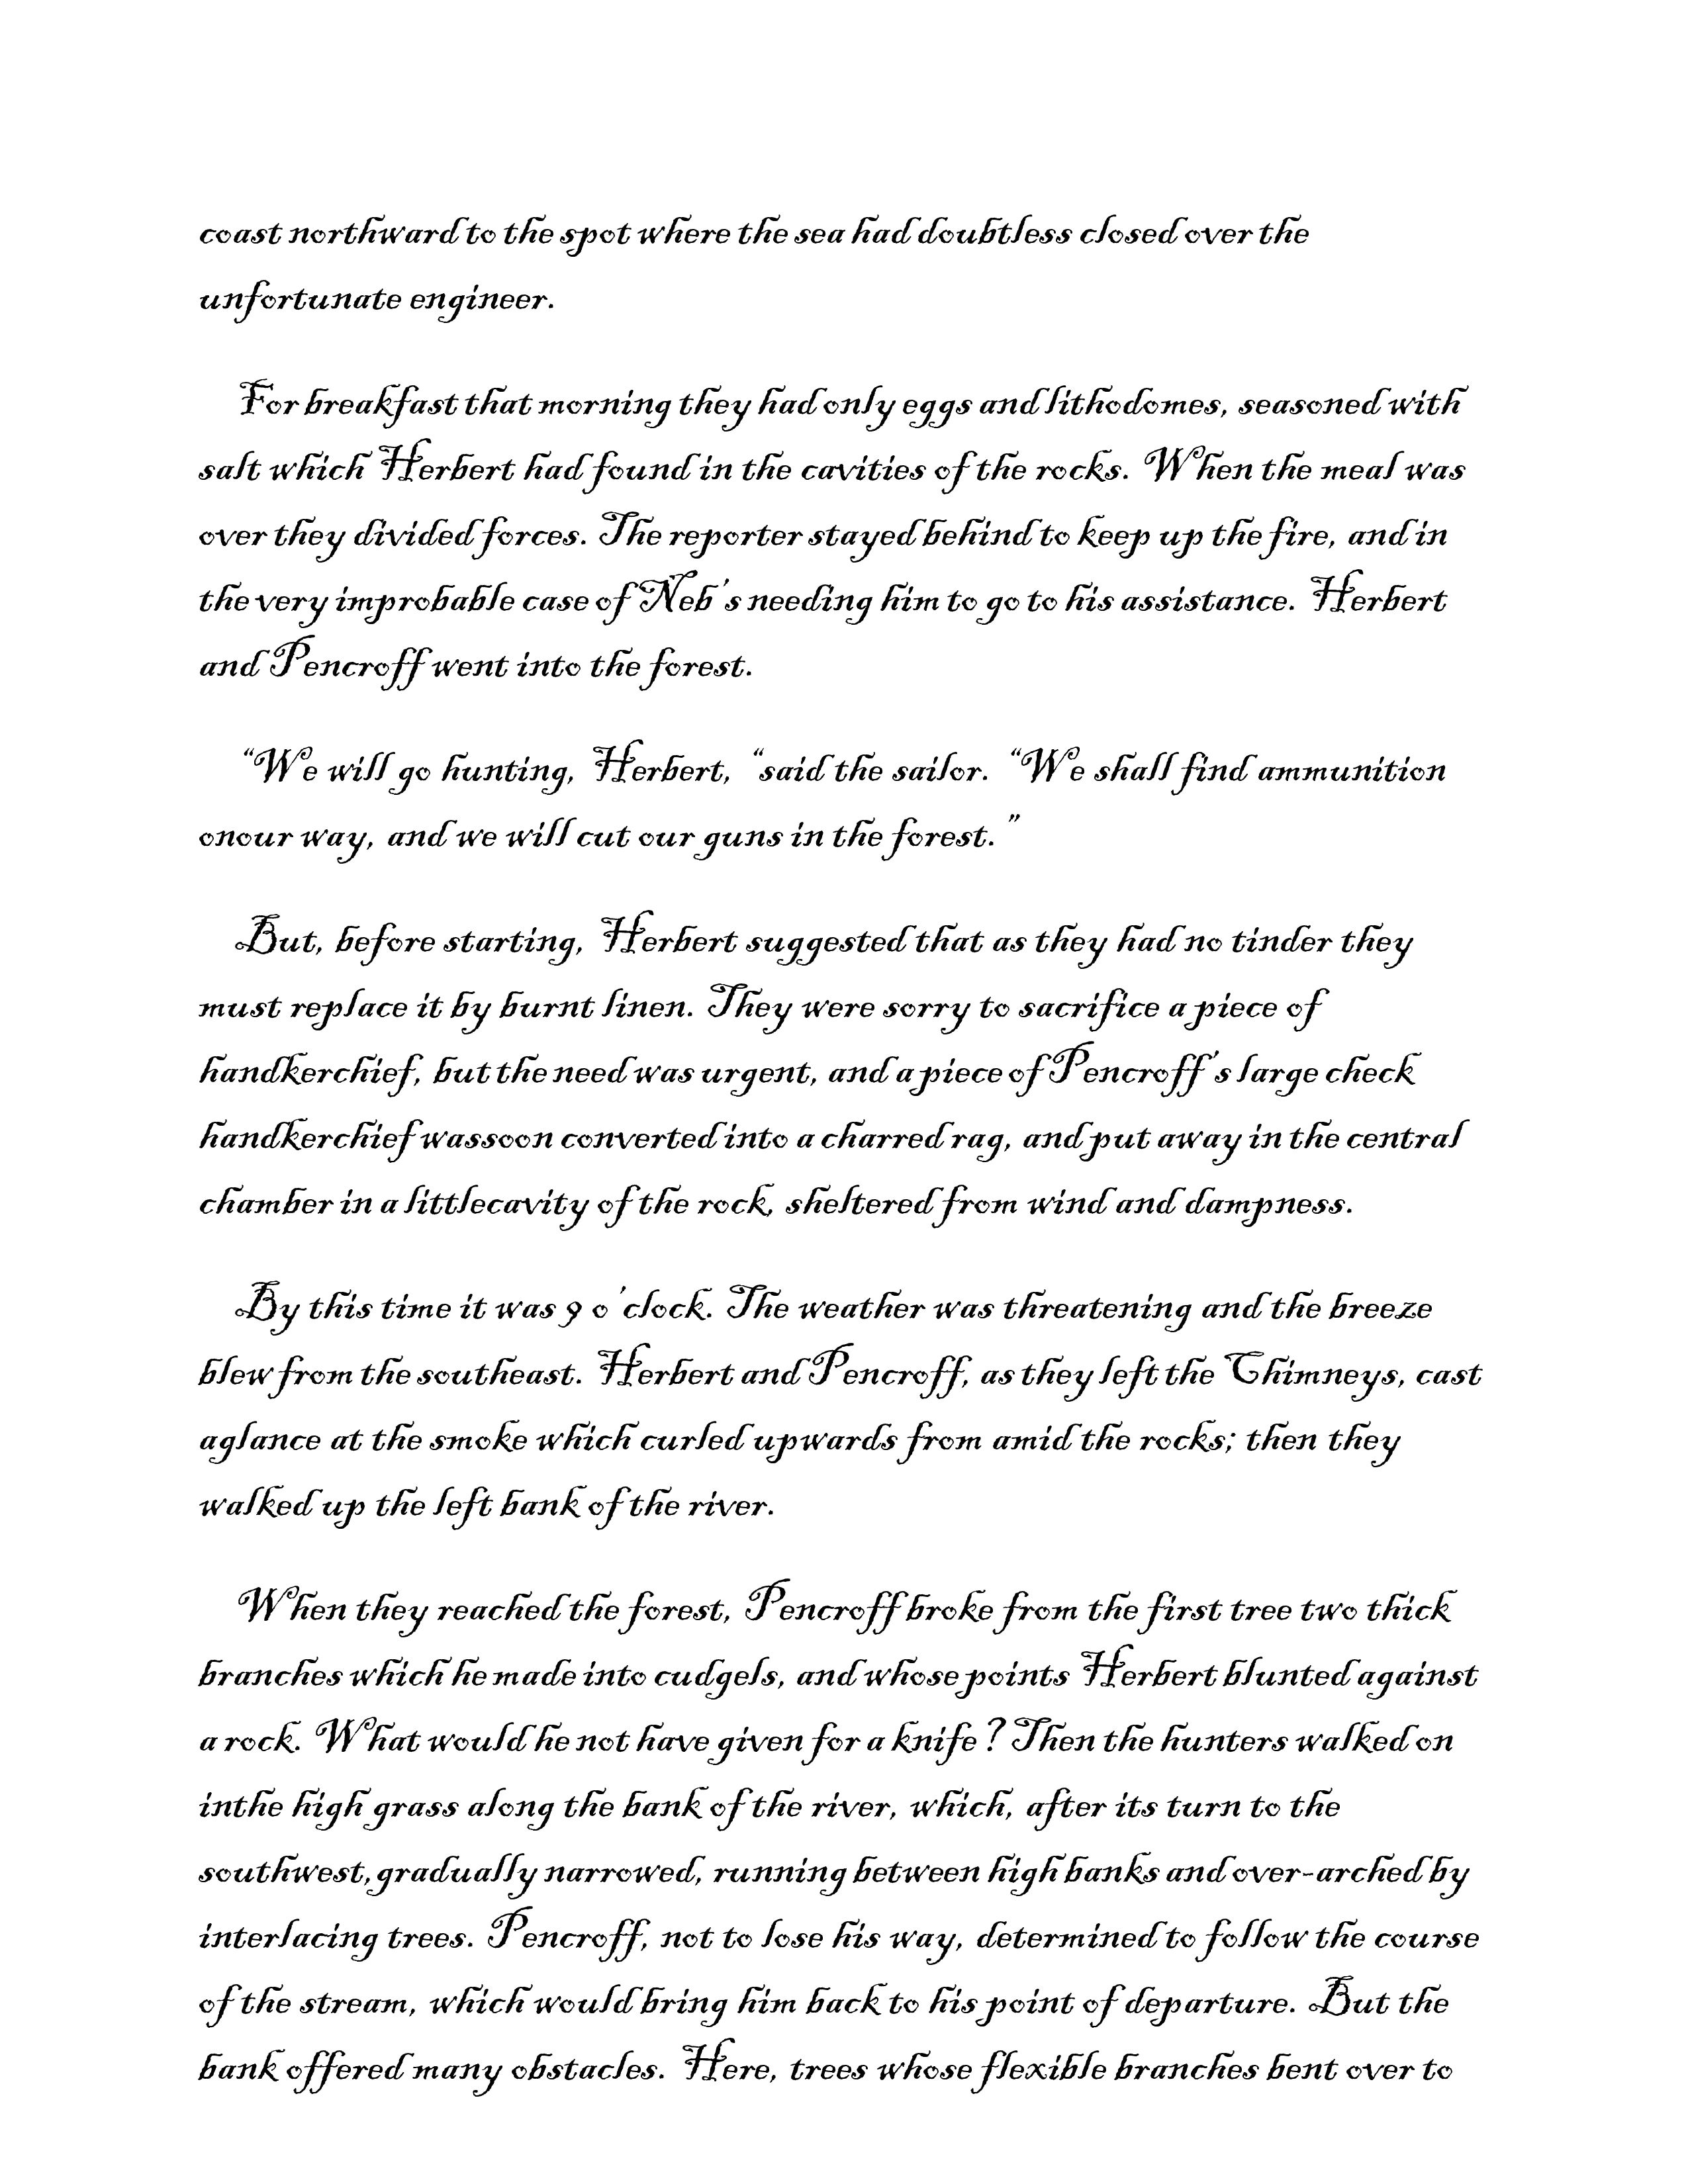 coast northward to the spot where the sea had doubtless closed over the
unfortunate engineer.
For breakfast that morning they had only eggs and lithodomes, seasoned with
salt which Herbert had found in the cavities of the rocks. When the meal was
over they divided forces. The reporter stayed behind to keep up the fire, and in
the very improbable case of Neb's needing him to go to his assistance. Herbert
and Pencroff went into the forest.
“We will go hunting, Herbert, “said the sailor. “We shall find ammunition
onour way, and we will cut our guns in the forest. ”
But, before starting, Herbert suggested that as they had no tinder they
must replace it by burnt linen. They were sorry to sacrifice a piece of
handkerchief, but the need was urgent, and a piece of Pencroff's large check
handkerchief wassoon converted into a charred rag, and put away in the central
chamber in a littlecavity of the rock, sheltered from wind and dampness.
By this time it was 9 o'clock. The weather was threatening and the breeze
blew from the southeast. Herbert and Pencroff, as they left the Chimneys, cast
aglance at the smoke which curled upwards from amid the rocks; then they
walked up the left bank of the river.
When they reached the forest, Pencroff broke from the first tree two thick
branches which he made into cudgels, and whose points Herbert blunted against
a rock. What would he not have given for a knife? Then the hunters walked on
inthe high grass along the bank of the river, which, after its turn to the
southwest,gradually narrowed, running between high banks and over-arched by
interlacing trees. Pencroff, not to lose his way, determined to follow the course
of the stream, which would bring him back to his point of departure. But the
bank offered many obstacles. Here, trees whose flexible branches bent over to